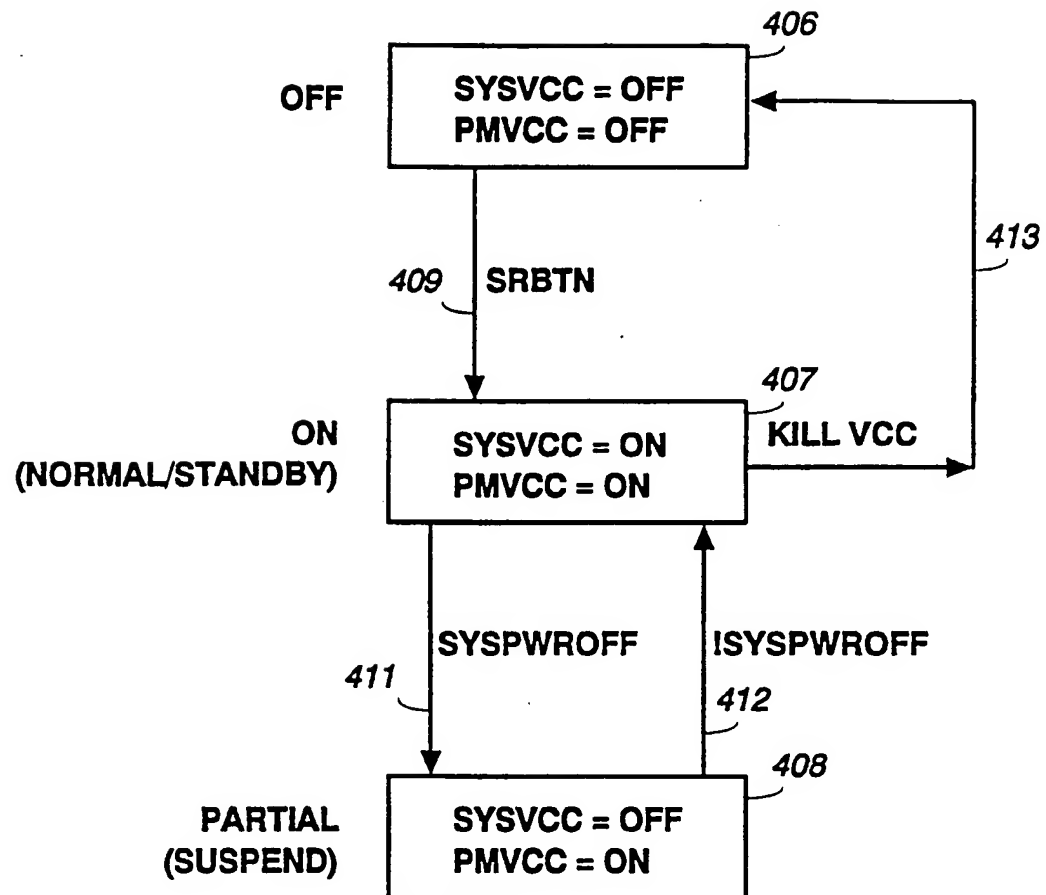 406
OFF
SYSVCC = OFF
PMVCC = OFF
413
409
SRBTN
407
ON
(NORMAL/STANDBY)
SYSVCC = ON
PMVCC = ON
KILL VCC
SYSPWROFF
!SYSPWROFF
411
412
408
PARTIAL
(SUSPEND)
SYSVCC = OFF
PMVCC = ON